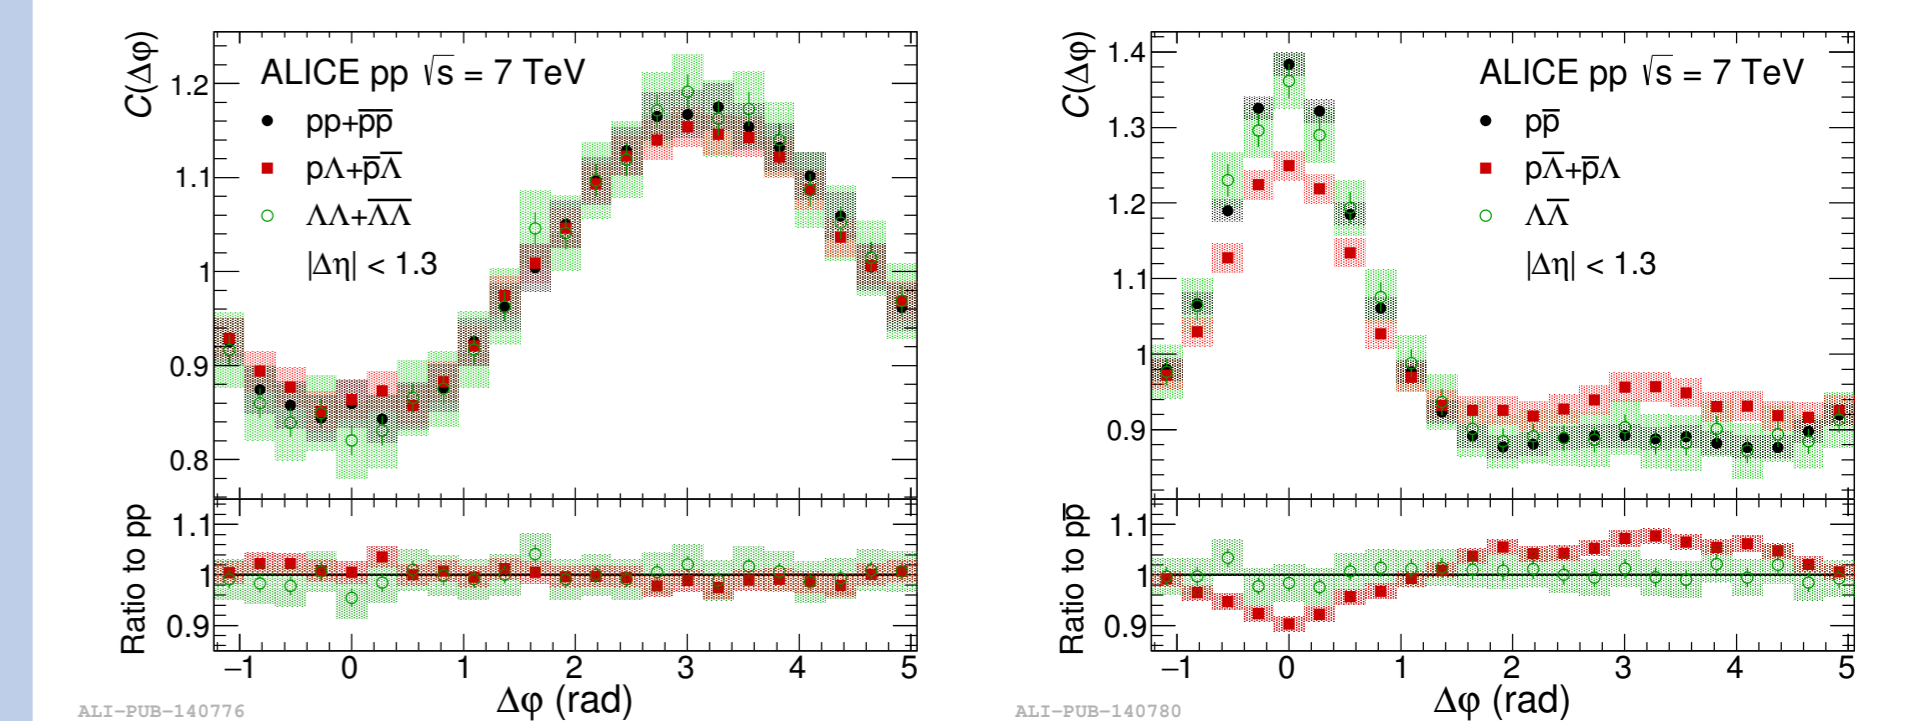 C(Δφ)
ALICE pp √s = 7 TeV
pp+p̅p̅
pΛ+p̅Λ̅
ΛΛ+Λ̅Λ̅
|Δη| < 1.3
1.2
1.1
1
0.9
0.8
Ratio to pp
1.1
1
0.9
−1 0 1 2 3 4 5
Δφ (rad)
ALI−PUB−140776
C(Δφ)
ALICE pp √s = 7 TeV
pp̅
pΛ̅+p̅Λ
ΛΛ̅
|Δη| < 1.3
1.4
1.3
1.2
1.1
1
0.9
Ratio to pp̅
1.1
1
0.9
−1 0 1 2 3 4 5
Δφ (rad)
ALI−PUB−140780